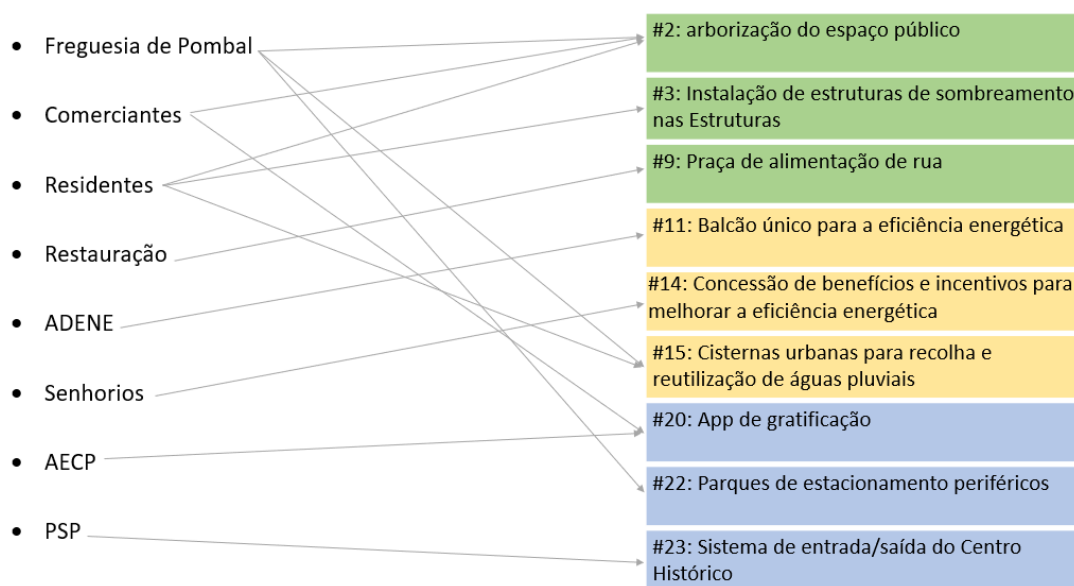 Freguesia de Pombal
Comerciantes
Residentes
Restauração
ADENE
Senhorios
AECP
PSP
#2: arborização do espaço público
#3: Instalação de estruturas de sombreamento
nas Estruturas
#9: Praça de alimentação de rua
#11: Balcão único para a eficiência energética
#14: Concessão de benefícios e incentivos para
melhorar a eficiência energética
#15: Cisternas urbanas para recolha e
reutilização de águas pluviais
#20: App de gratificação
#22: Parques de estacionamento periféricos
#23: Sistema de entrada/saída do Centro
Histórico